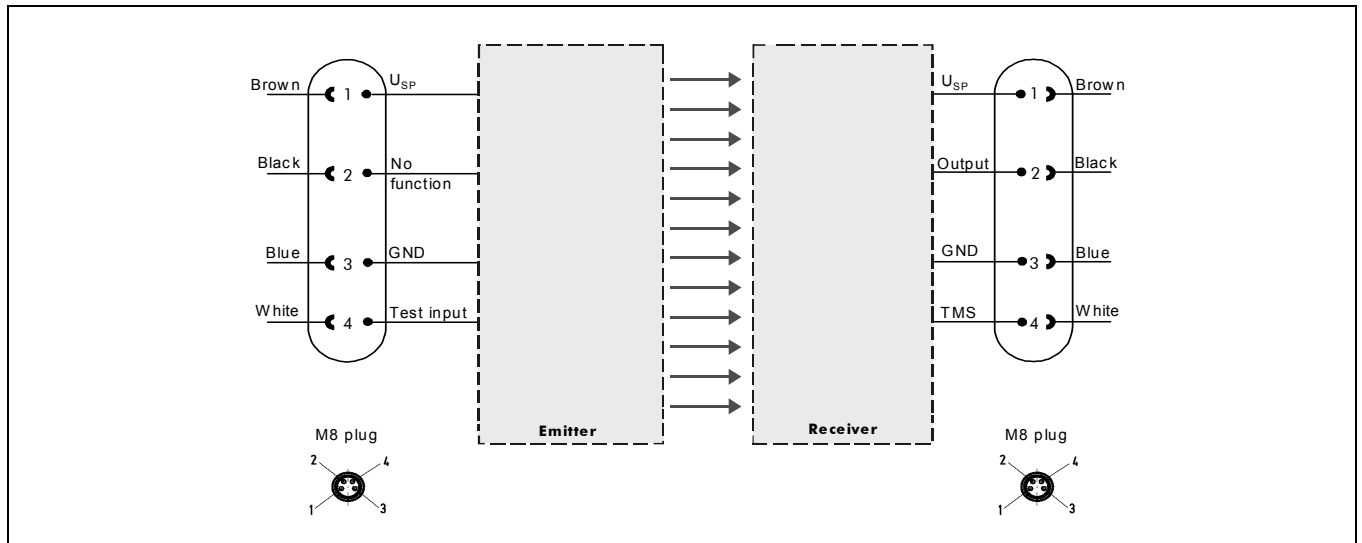 Brown 1 U_SP
Black 2 No function
Blue 3 GND
White 4 Test input
Emitter
M8 plug
2 4
1 3
U_SP 1 Brown
Output 2 Black
GND 3 Blue
TMS 4 White
Receiver
M8 plug
2 4
1 3